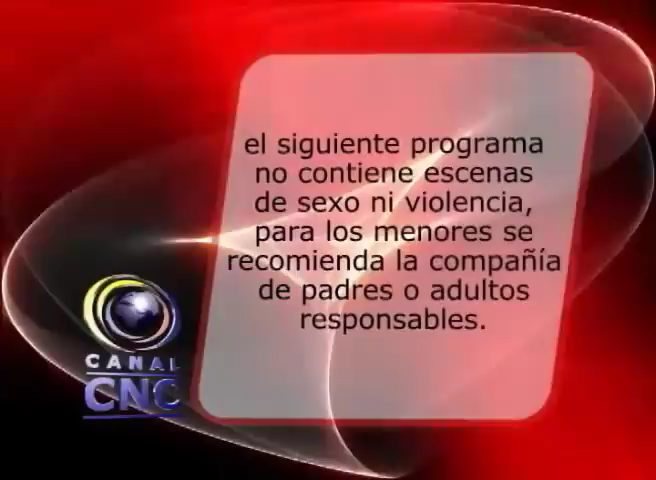 el siguiente programa
no contiene escenas
de sexo ni violencia,
para los menores se
recomienda la compañía
de padres o adultos
responsables.
CANAL
CNC